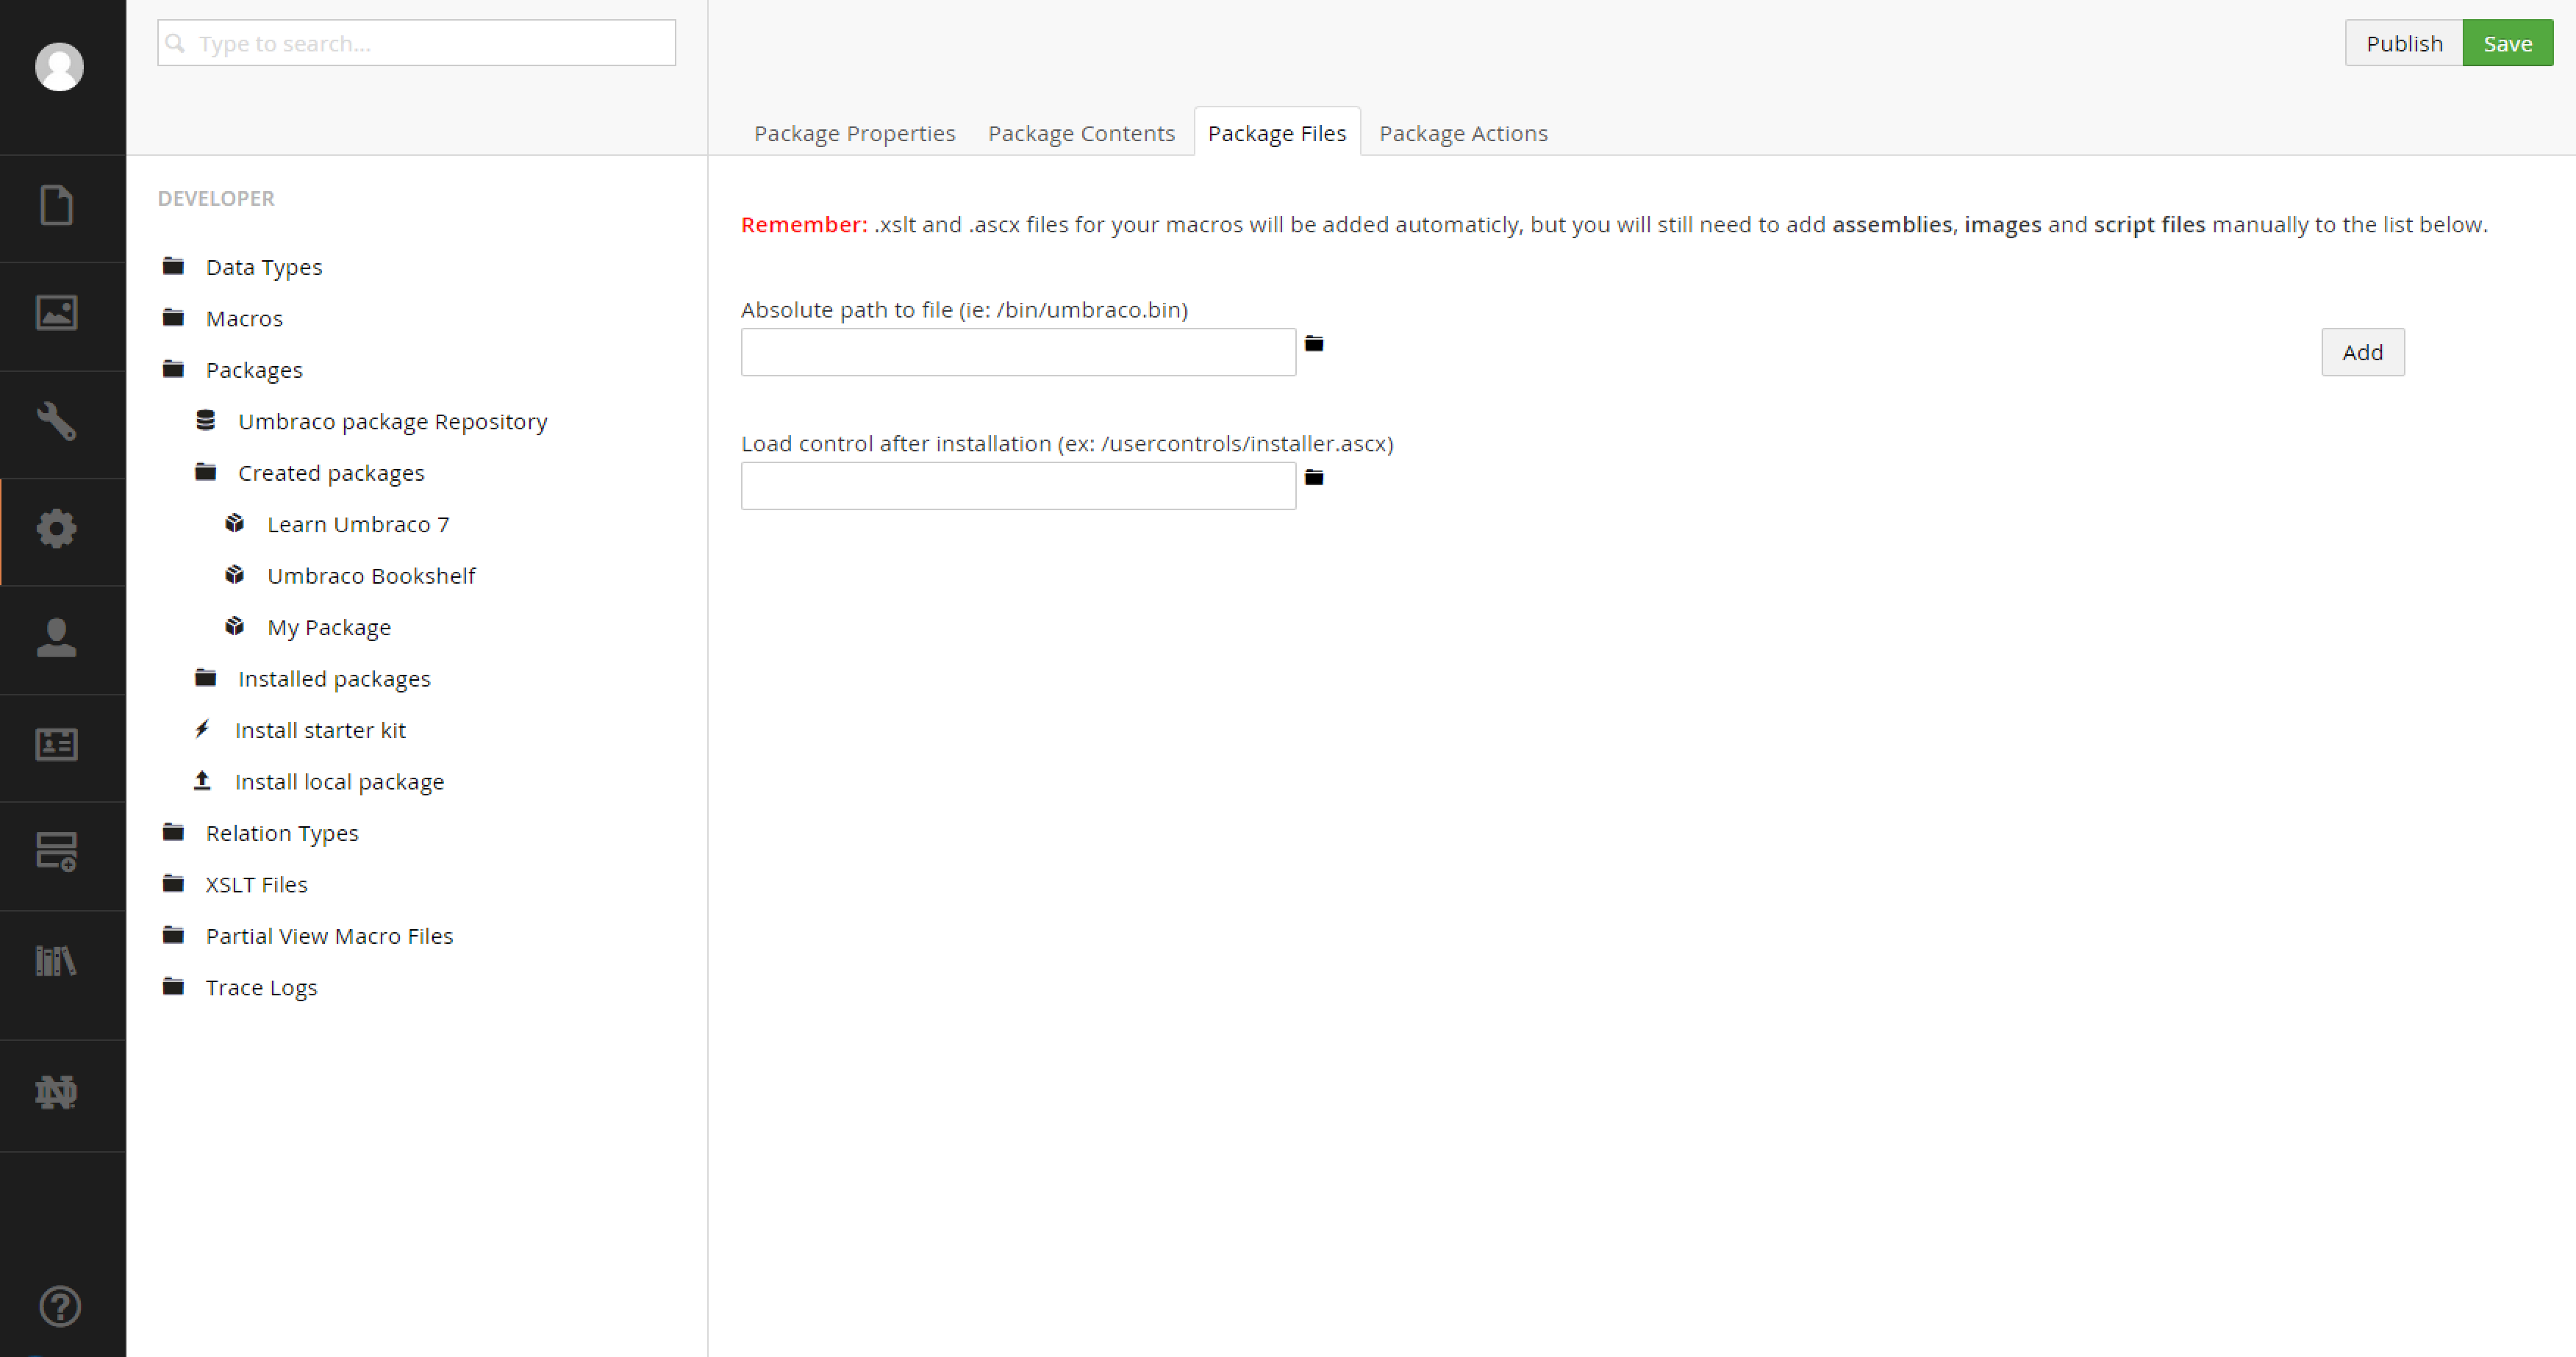 Type to search...
Publish
Save
Package Properties
Package Contents
Package Files
Package Actions
DEVELOPER
Data Types
Macros
Packages
Umbraco package Repository
Created packages
Learn Umbraco 7
Umbraco Bookshelf
My Package
Installed packages
Install starter kit
Install local package
Relation Types
XSLT Files
Partial View Macro Files
Trace Logs
Remember: .xslt and .ascx files for your macros will be added automaticly, but you will still need to add assemblies, images and script files manually to the list below.
Absolute path to file (ie: /bin/umbraco.bin)
Add
Load control after installation (ex: /usercontrols/installer.ascx)